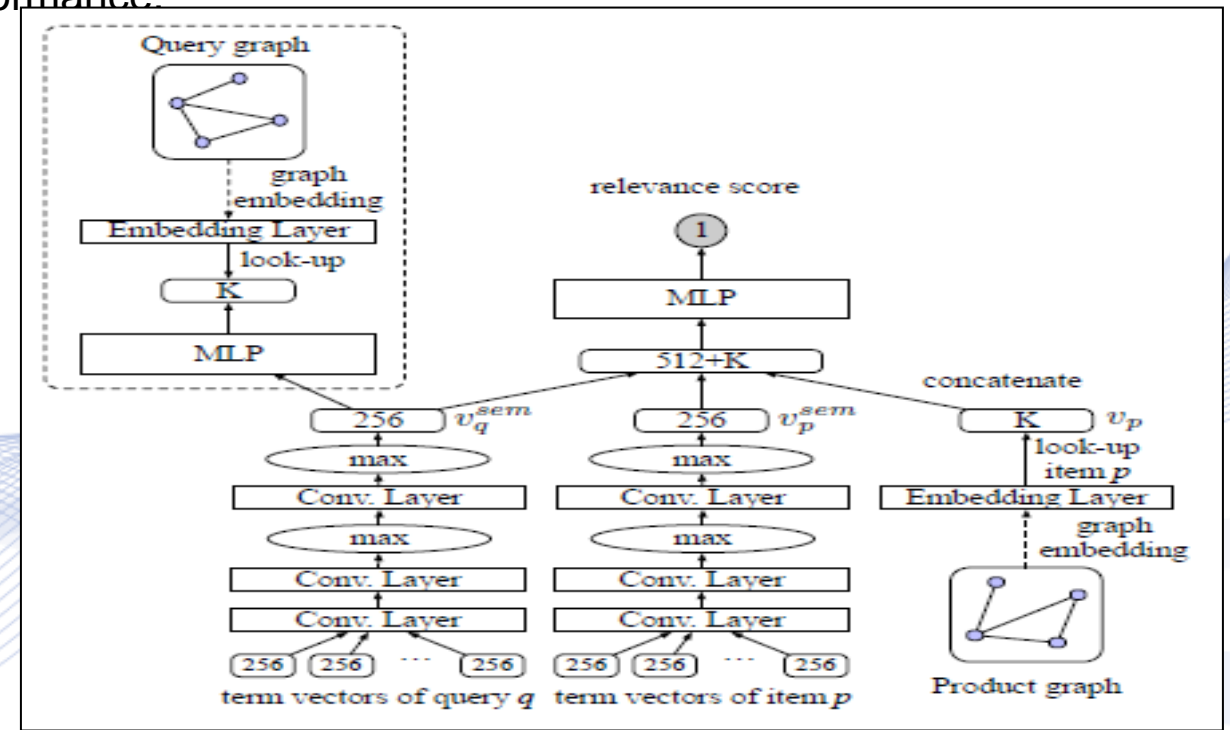 Query graph
graph
embedding
Embedding Layer
look-up
K
MLP
relevance score
1
MLP
512+K
concatenate
256 v_q^{sem}
256 v_p^{sem}
K v_p
max
max
look-up
item p
Conv. Layer
Conv. Layer
Embedding Layer
max
max
graph
embedding
Conv. Layer
Conv. Layer
Conv. Layer
Conv. Layer
256 256 ... 256
256 256 ... 256
term vectors of query q
term vectors of item p
Product graph